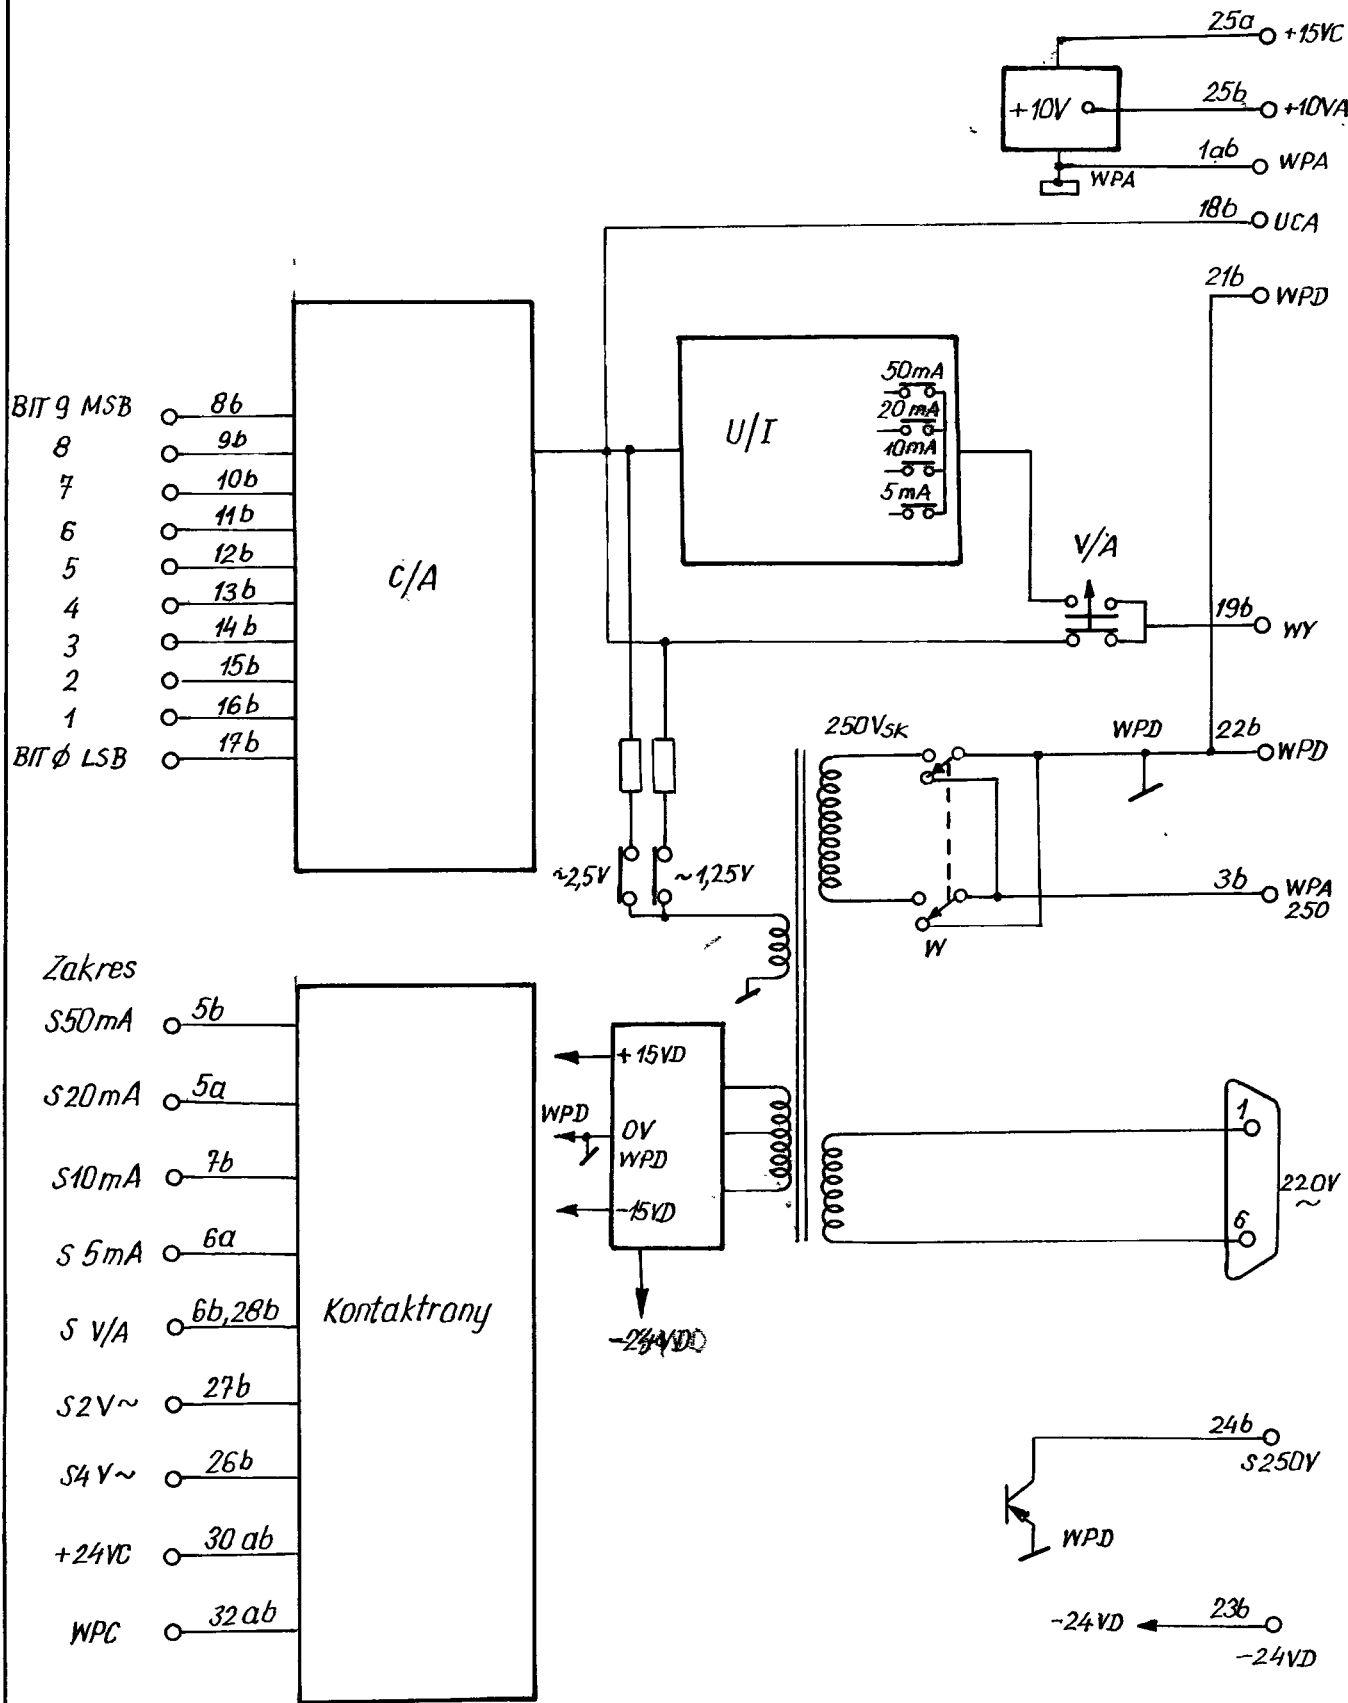 25a +15VC
+10V 25b +10VA
1ab WPA
WPA
18b UCA
21b WPD
BIT 9 MSB 8b
8 9b
7 10b
6 11b
5 12b
4 13b
3 14b
2 15b
1 16b
BIT Ø LSB 17b
C/A
U/I
50mA
20mA
10mA
5mA
V/A
19b WY
250VSK
WPD 22b WPD
~2,5V ~1,25V
3b WPA
250
W
Zakres
S50mA 5b
S20mA 5a
S10mA 7b
S 5mA 6a
S V/A 6b,28b
S2V~ 27b
S4V~ 26b
+24VC 30ab
WPC 32ab
Kontaktrony
+15VD
WPD 0V
WPD
-15VD
1
220V
~
6
24b
S250V
WPD
-24VD 23b
-24VD